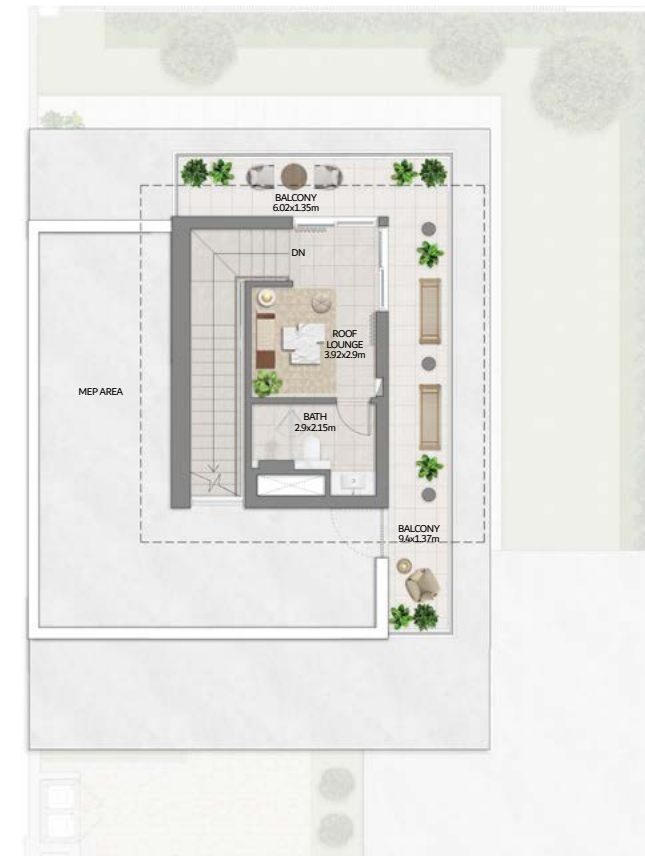 BALCONY
6.02x1.35m
DN
ROOF
LOUNGE
3.92x2.9m
MEP AREA
BATH
2.9x2.15m
BALCONY
9.4x1.37m